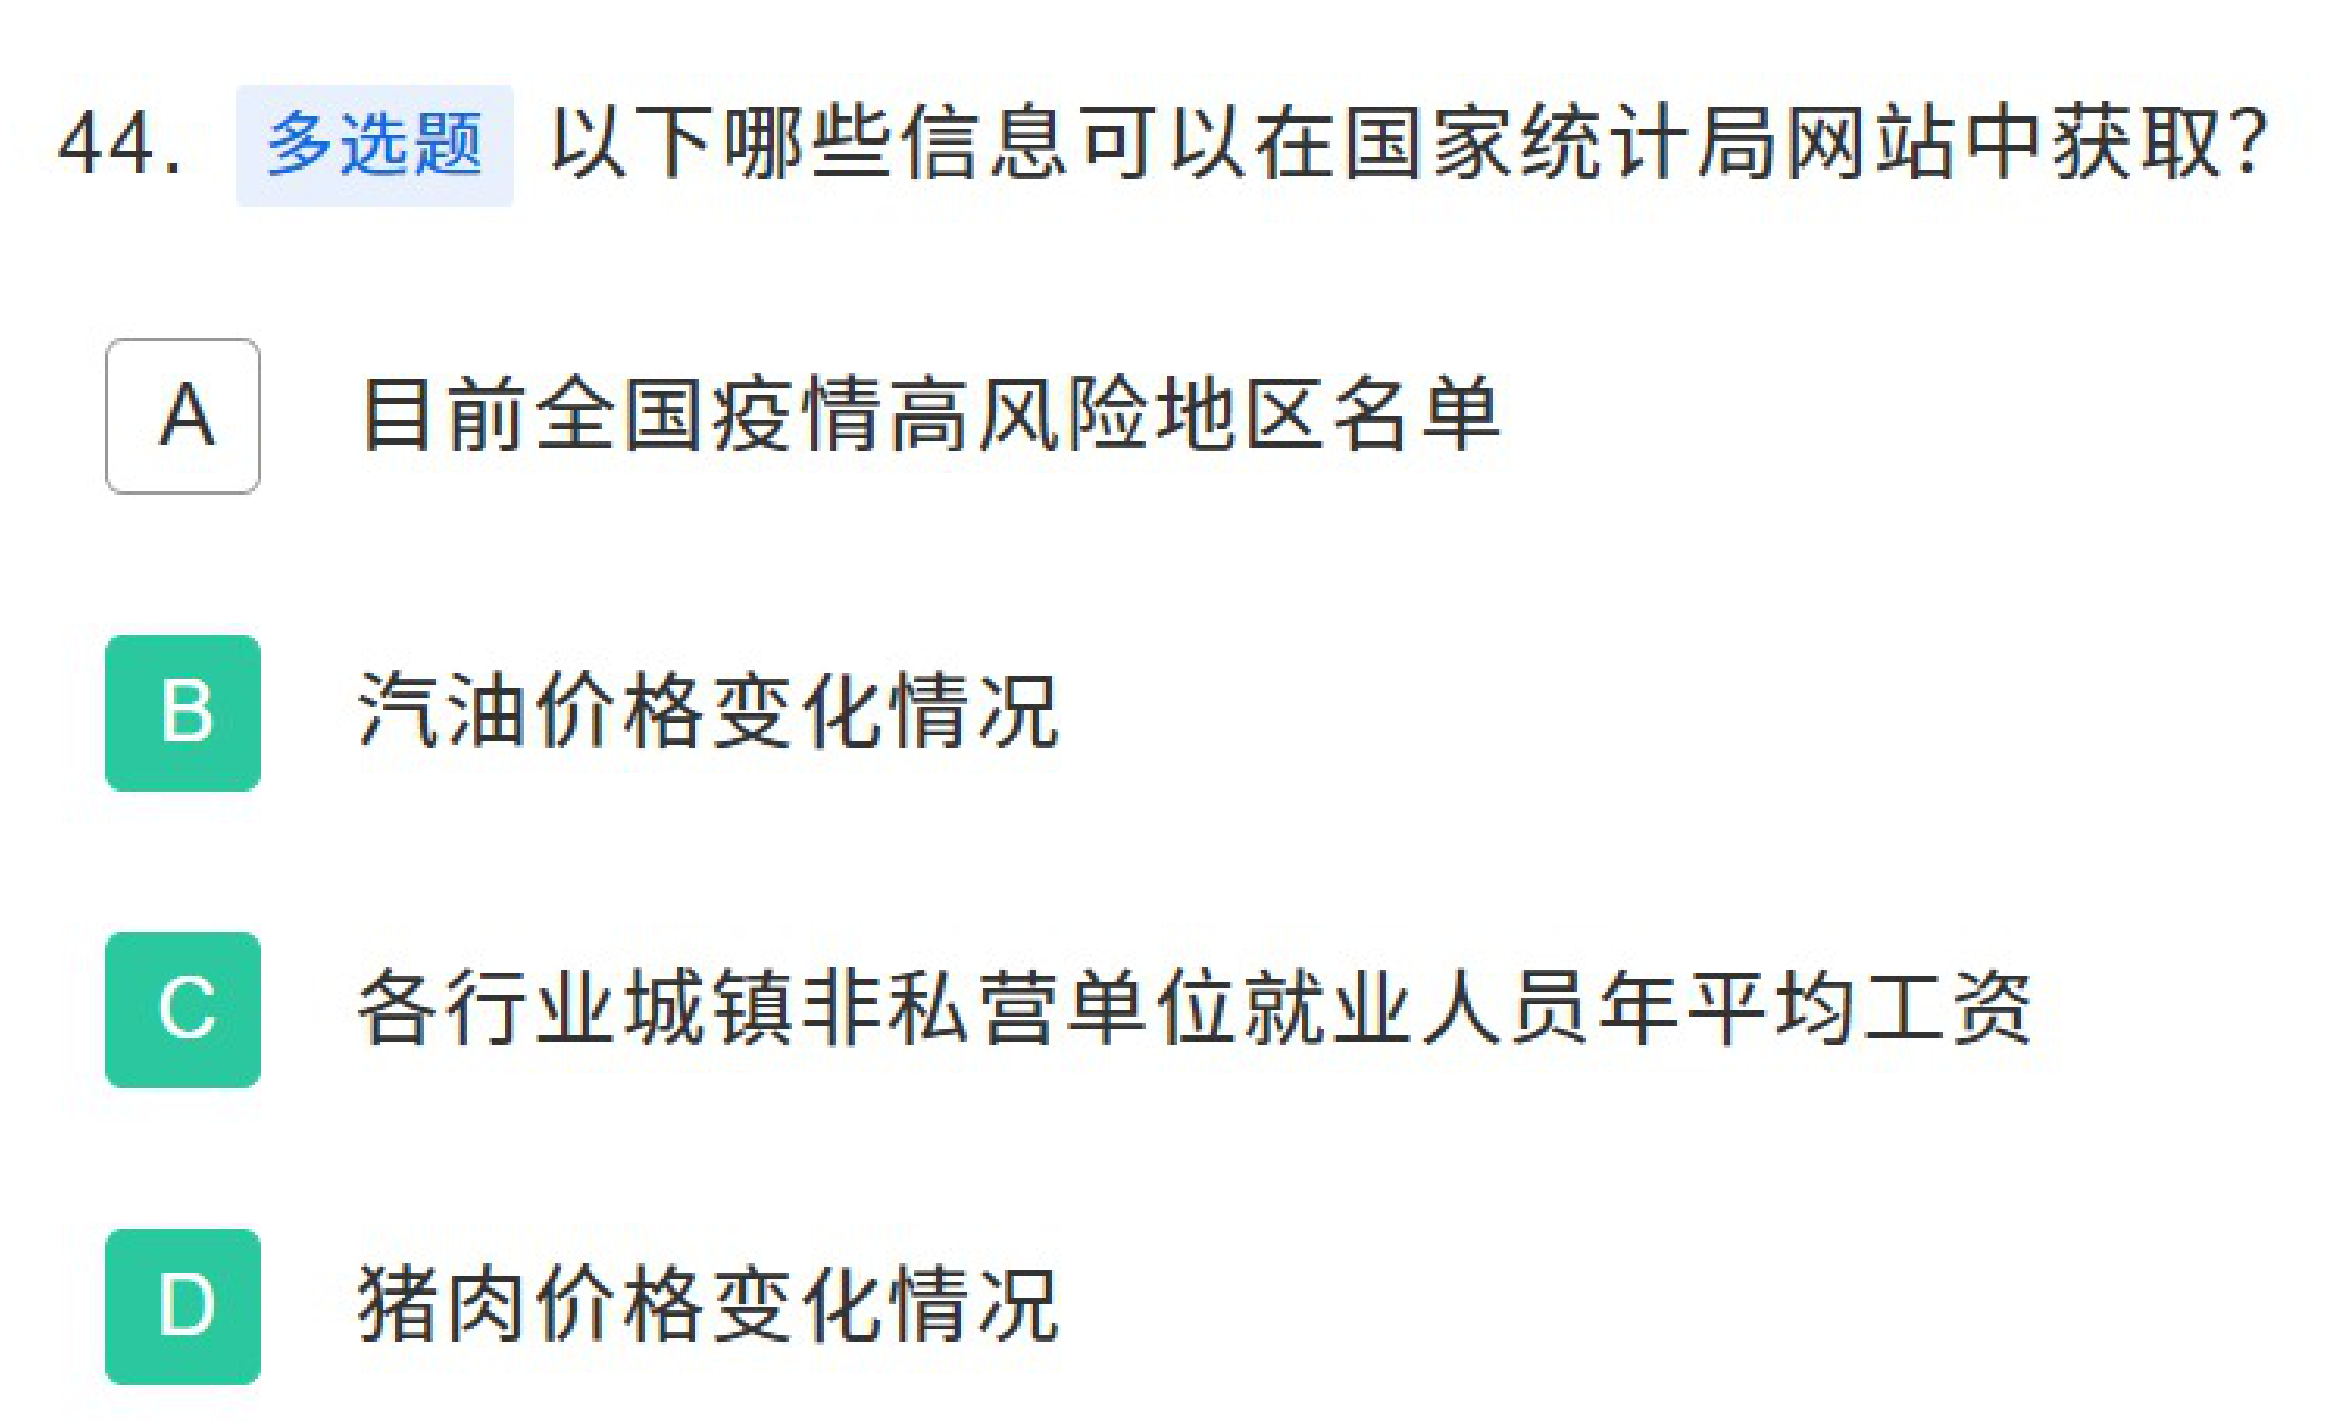 44. 多选题 以下哪些信息可以在国家统计局网站中获取?
A 目前全国疫情高风险地区名单
B 汽油价格变化情况
C 各行业城镇非私营单位就业人员年平均工资
D 猪肉价格变化情况